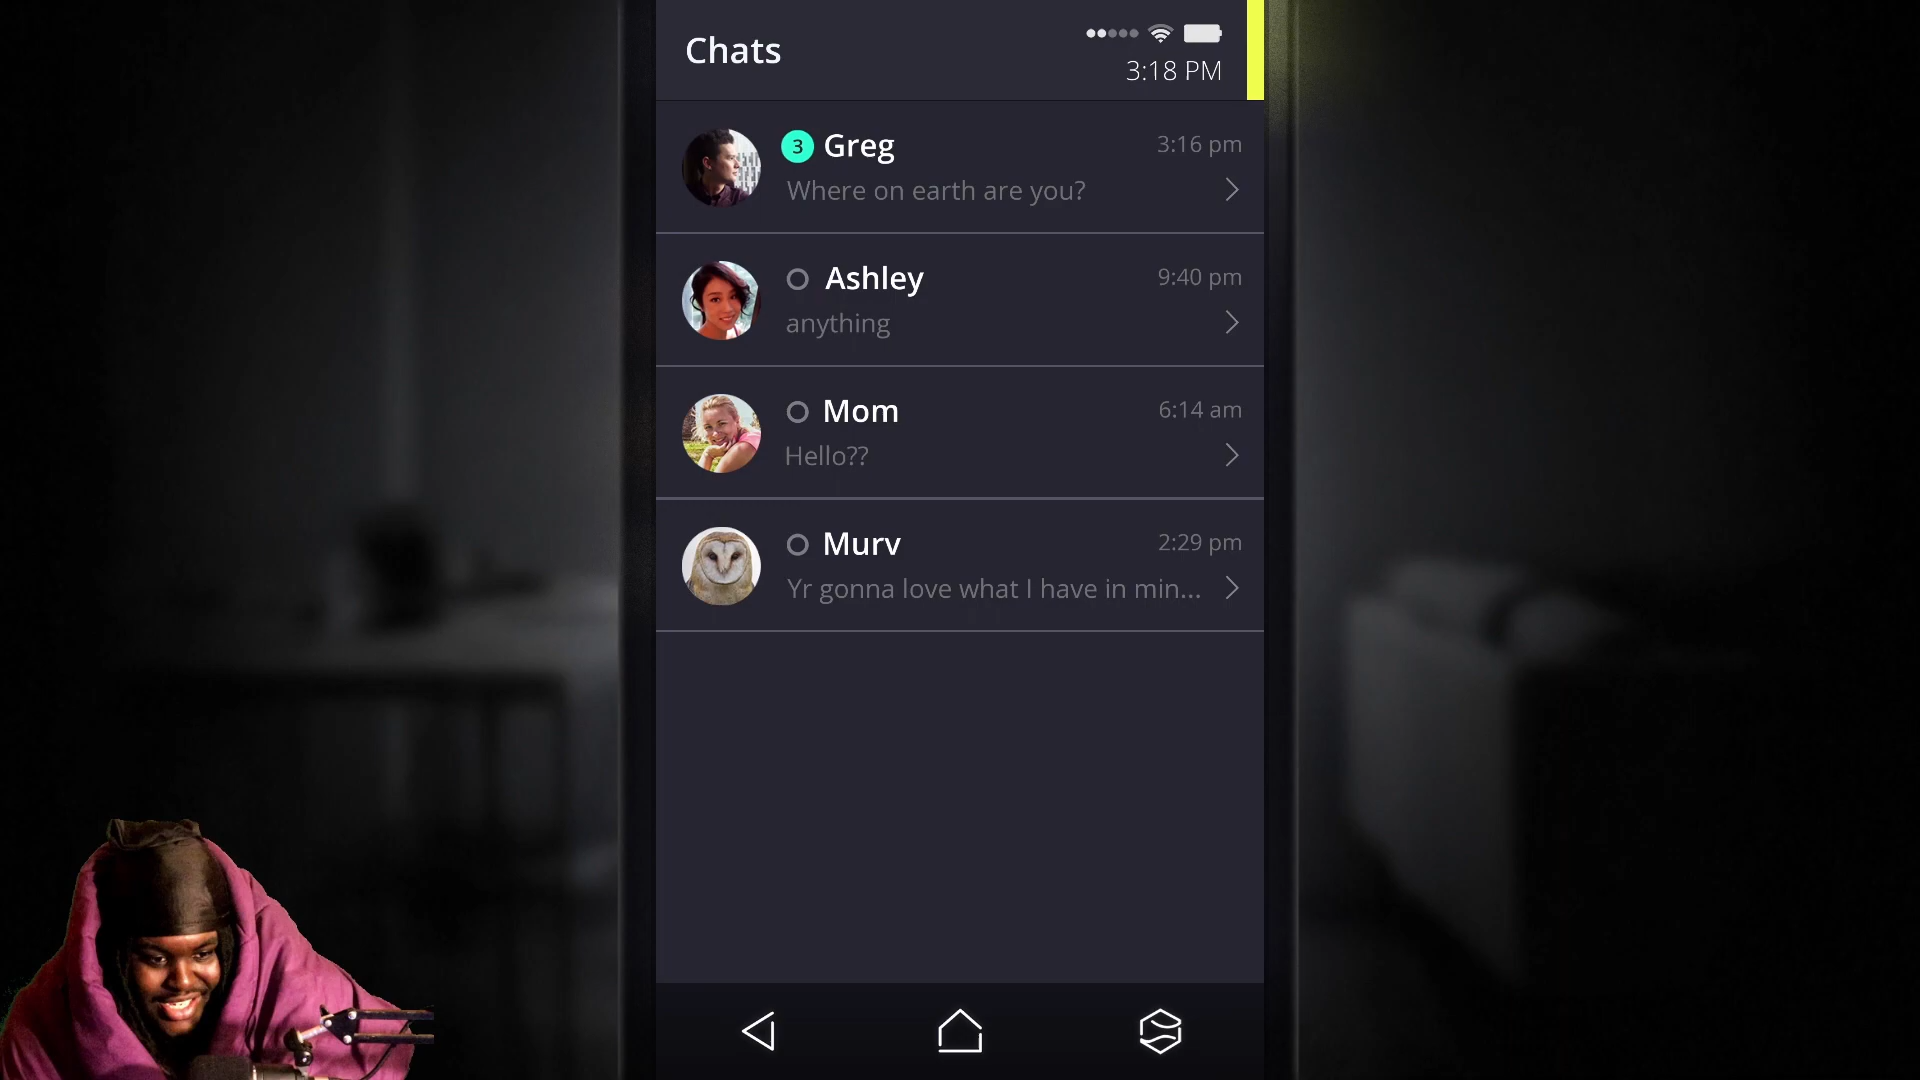 Chats
3:18 PM
3 Greg 3:16 pm
Where on earth are you?
Ashley 9:40 pm
anything
Mom 6:14 am
Hello??
Murv 2:29 pm
Yr gonna love what I have in min...